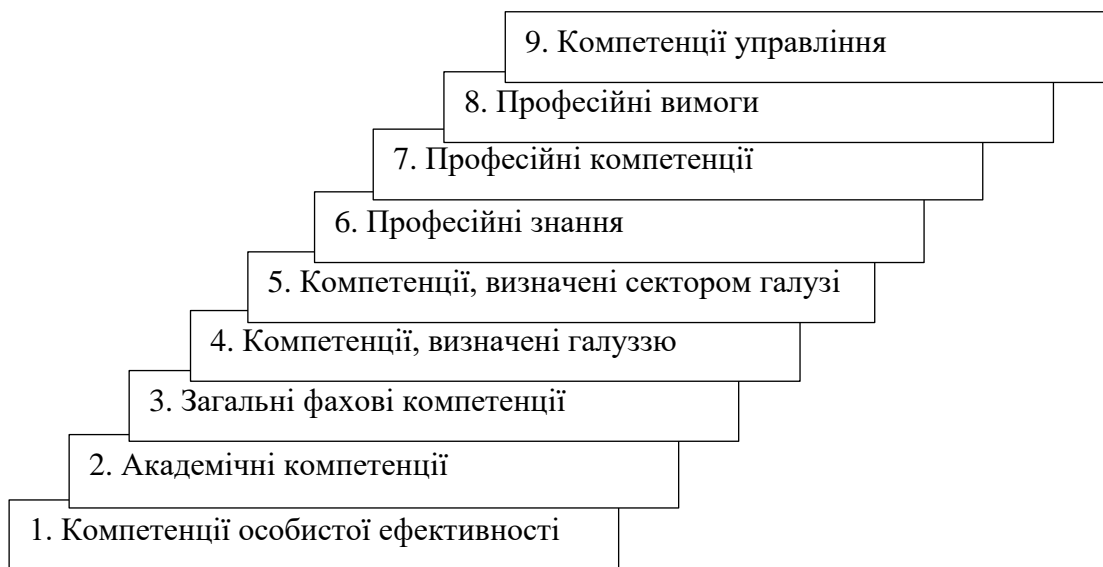 9. Компетенції управління
8. Професійні вимоги
7. Професійні компетенції
6. Професійні знання
5. Компетенції, визначені сектором галузі
4. Компетенції, визначені галуззю
3. Загальні фахові компетенції
2. Академічні компетенції
1. Компетенції особистої ефективності